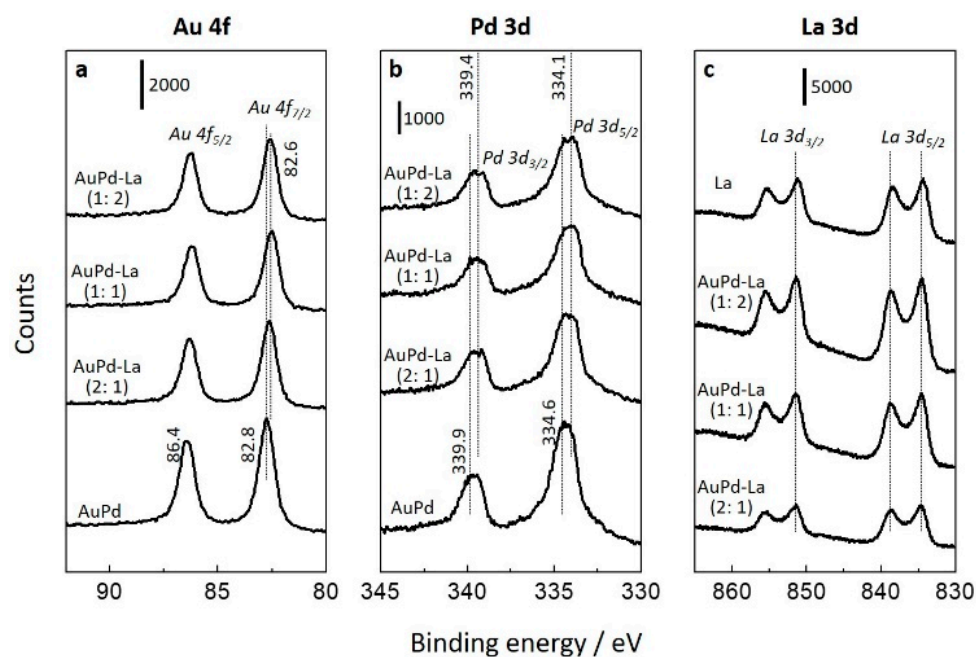 Au 4f
Pd 3d
La 3d
Counts
a
2000
Au 4f5/2
Au 4f7/2
82.6
AuPd-La
(1: 2)
AuPd-La
(1: 1)
AuPd-La
(2: 1)
86.4
82.8
AuPd
90
85
80
b
339.4
334.1
1000
Pd 3d5/2
Pd 3d3/2
AuPd-La
(1: 2)
AuPd-La
(1: 1)
AuPd-La
(2: 1)
339.9
334.6
AuPd
345
340
335
330
c
5000
La 3d3/2
La 3d5/2
La
AuPd-La
(1: 2)
AuPd-La
(1: 1)
AuPd-La
(2: 1)
860
850
840
830
Binding energy / eV